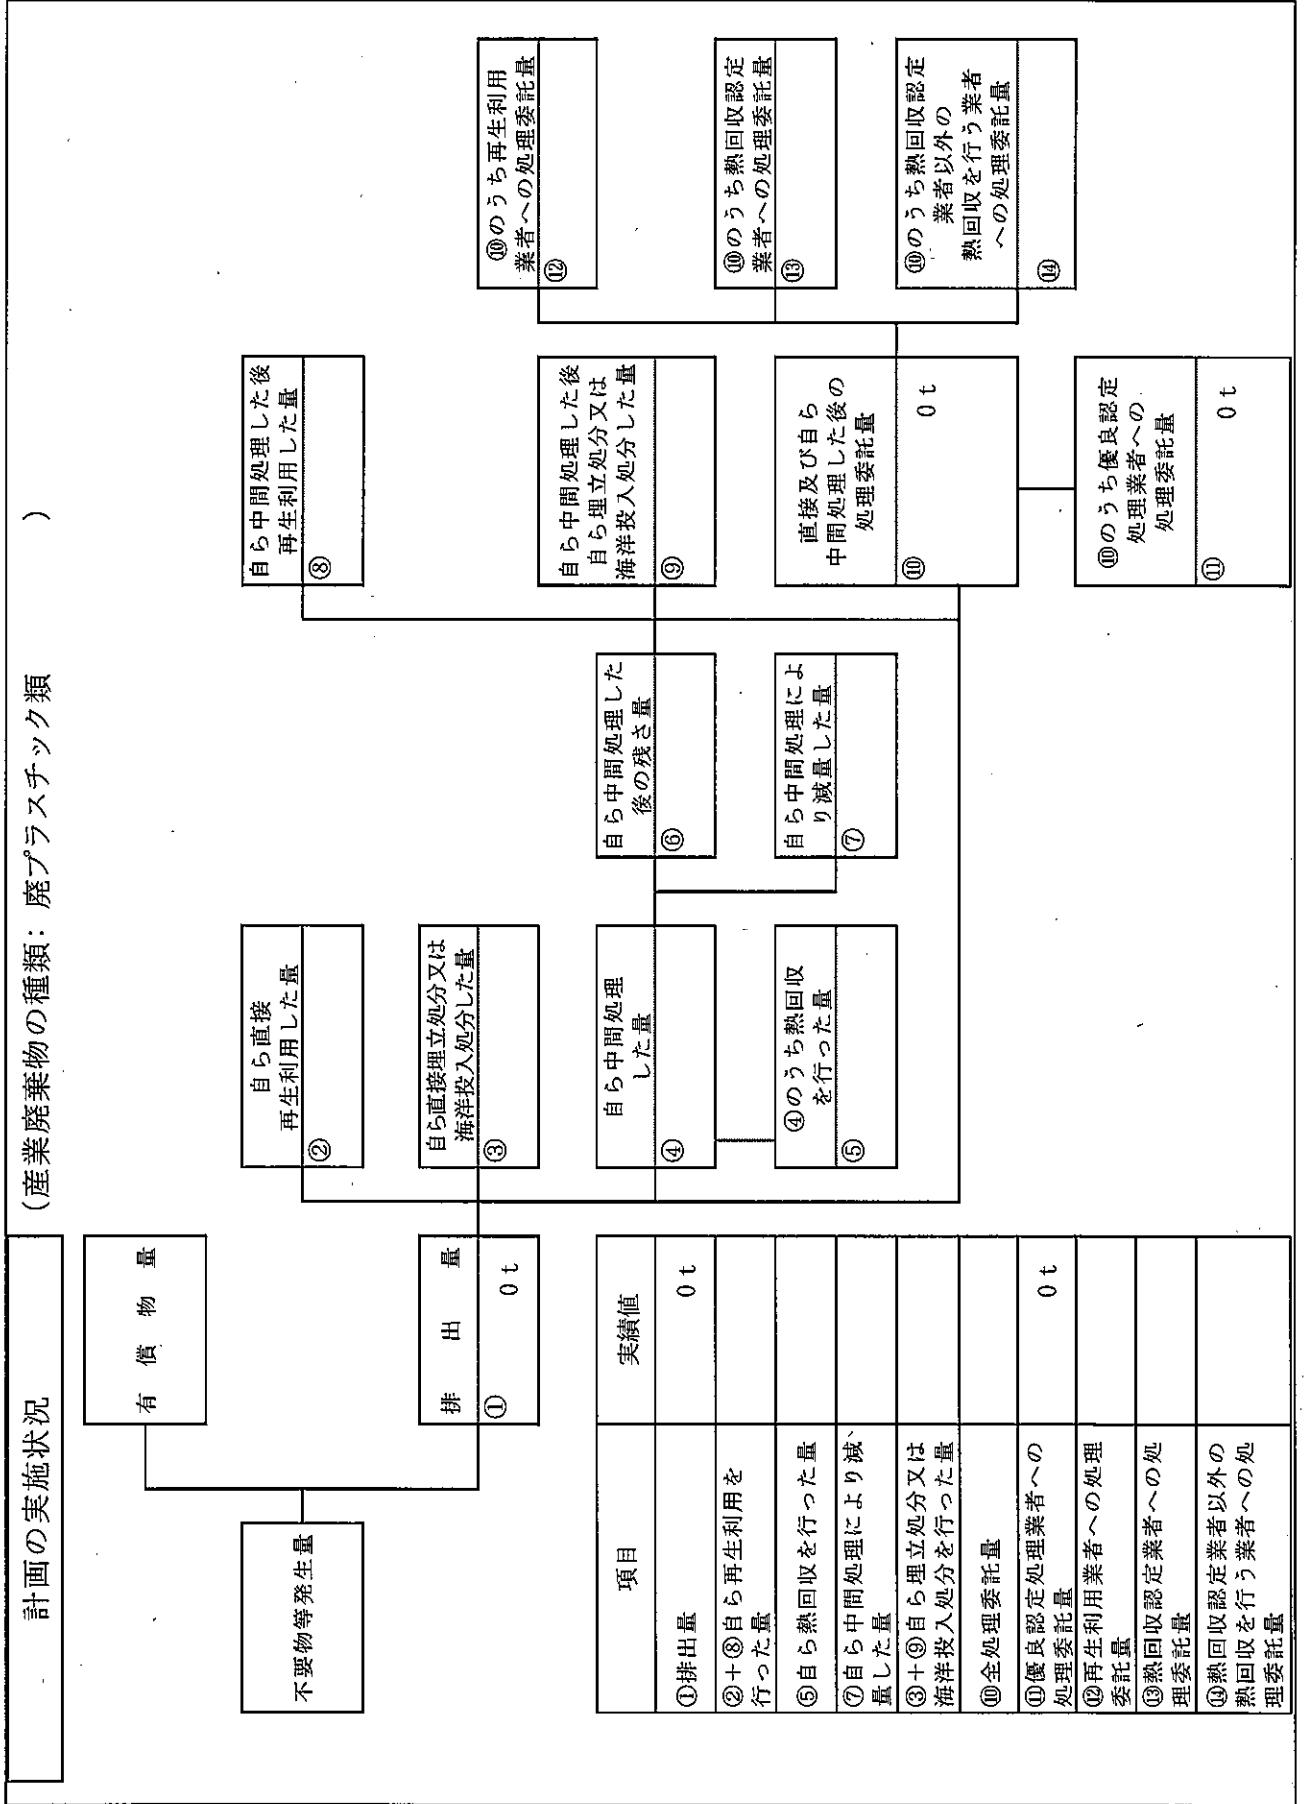 計画の実施状況
(産業廃棄物の種類：廃プラスチック類 )
不要物等発生量
有償物量
排出量
① 0t
自ら直接
再生利用した量
②
自ら直接埋立処分又は
海洋投入処分した量
③
自ら中間処理
した量
④
④のうち熱回収
を行った量
⑤
自ら中間処理した
後の残さ量
⑥
自ら中間処理によ
り減量した量
⑦
自ら中間処理した後
再生利用した量
⑧
自ら中間処理した後
自ら埋立処分又は
海洋投入処分した量
⑨
直接及び自ら
中間処理した後の
処理委託量
⑩ 0t
⑩のうち優良認定
処理業者への
処理委託量
⑪ 0t
⑩のうち再生利用
業者への処理委託量
⑫
⑩のうち熱回収認定
業者への処理委託量
⑬
⑩のうち熱回収認定
業者以外の
熱回収を行う業者
への処理委託量
⑭
項目 実績値
①排出量 0t
②＋⑧自ら再生利用を
行った量
⑤自ら熱回収を行った量
⑦自ら中間処理により減
量した量
③＋⑨自ら埋立処分又は
海洋投入処分を行った量
⑩全処理委託量
⑪優良認定処理業者への
処理委託量 0t
⑫再生利用業者への処理
委託量
⑬熱回収認定業者への処
理委託量
⑭熱回収認定業者以外の
熱回収を行う業者への処
理委託量